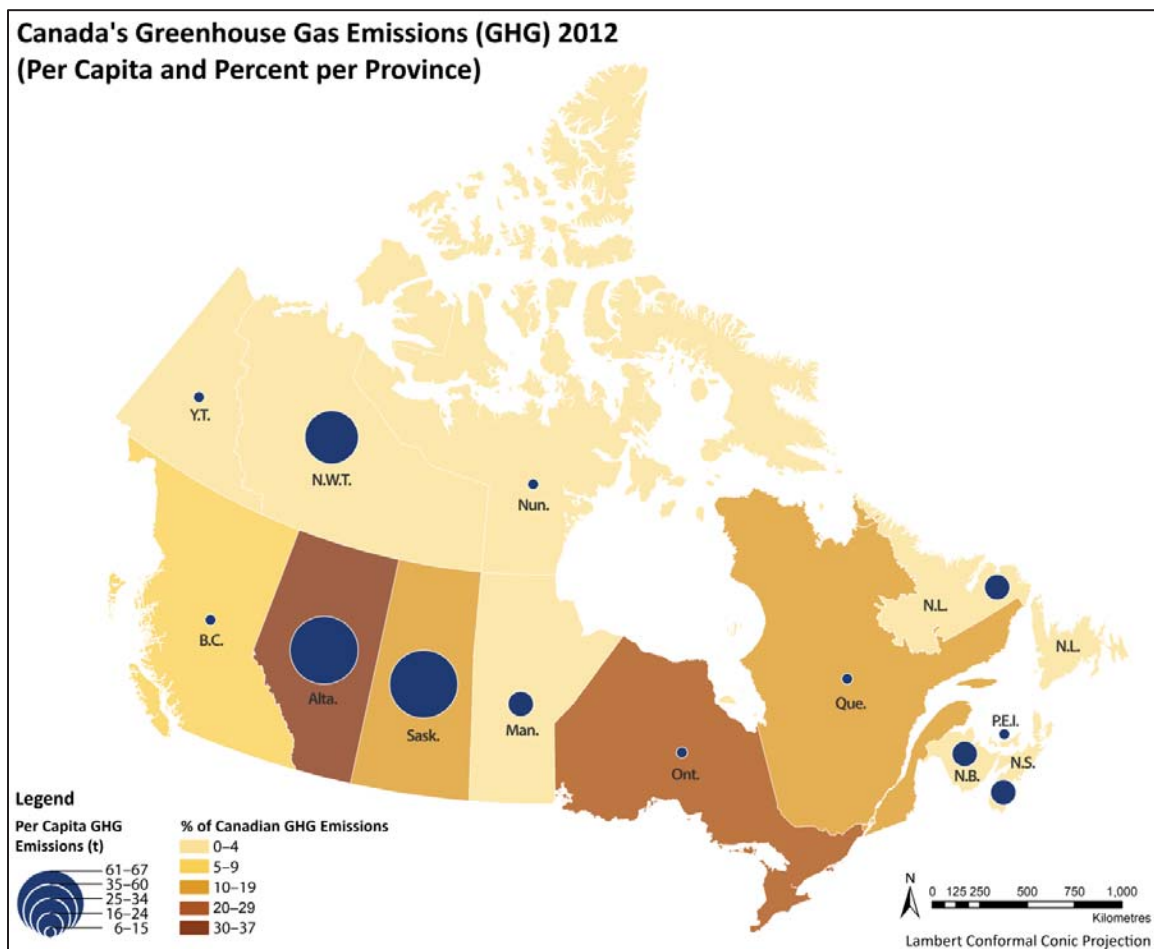 Canada's Greenhouse Gas Emissions (GHG) 2012
(Per Capita and Percent per Province)
Y.T.
N.W.T.
Nun.
B.C.
Alta.
Sask.
Man.
Ont.
Que.
N.L.
N.L.
P.E.I.
N.B.
N.S.
Legend
Per Capita GHG
Emissions (t)
61–67
35–60
25–34
16–24
6–15
% of Canadian GHG Emissions
0–4
5–9
10–19
20–29
30–37
N
0 125 250 500 750 1,000
Kilometres
Lambert Conformal Conic Projection